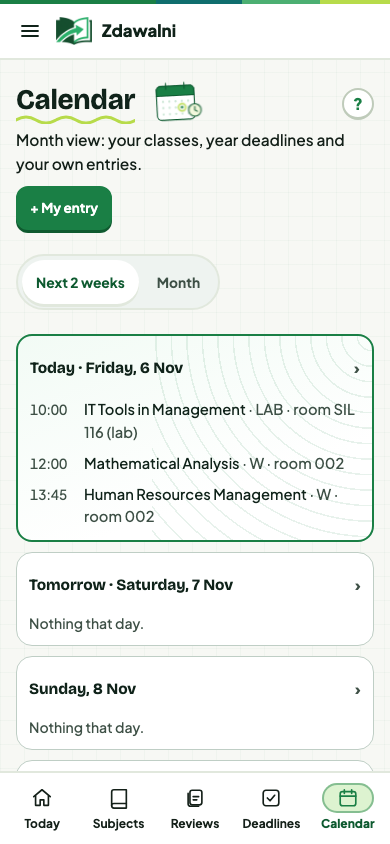 Zdawalni
Calendar
?
Month view: your classes, year deadlines and
your own entries.
+ My entry
Next 2 weeks
Month
Today · Friday, 6 Nov ›
10:00 IT Tools in Management · LAB · room SIL
116 (lab)
12:00 Mathematical Analysis · W · room 002
13:45 Human Resources Management · W ·
room 002
Tomorrow · Saturday, 7 Nov ›
Nothing that day.
Sunday, 8 Nov ›
Nothing that day.
Today
Subjects
Reviews
Deadlines
Calendar